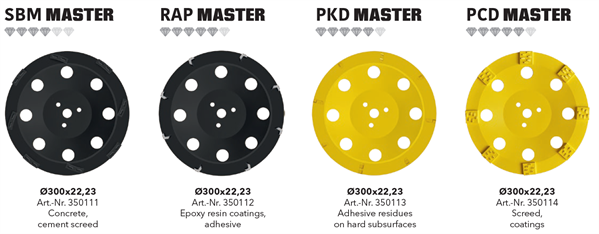 SBM MASTER
Ø300x22,23
Art.-Nr. 350111
Concrete,
cement screed
RAP MASTER
Ø300x22,23
Art.-Nr. 350112
Epoxy resin coatings,
adhesive
PKD MASTER
Ø300x22,23
Art.-Nr. 350113
Adhesive residues
on hard subsurfaces
PCD MASTER
Ø300x22,23
Art.-Nr. 350114
Screed,
coatings